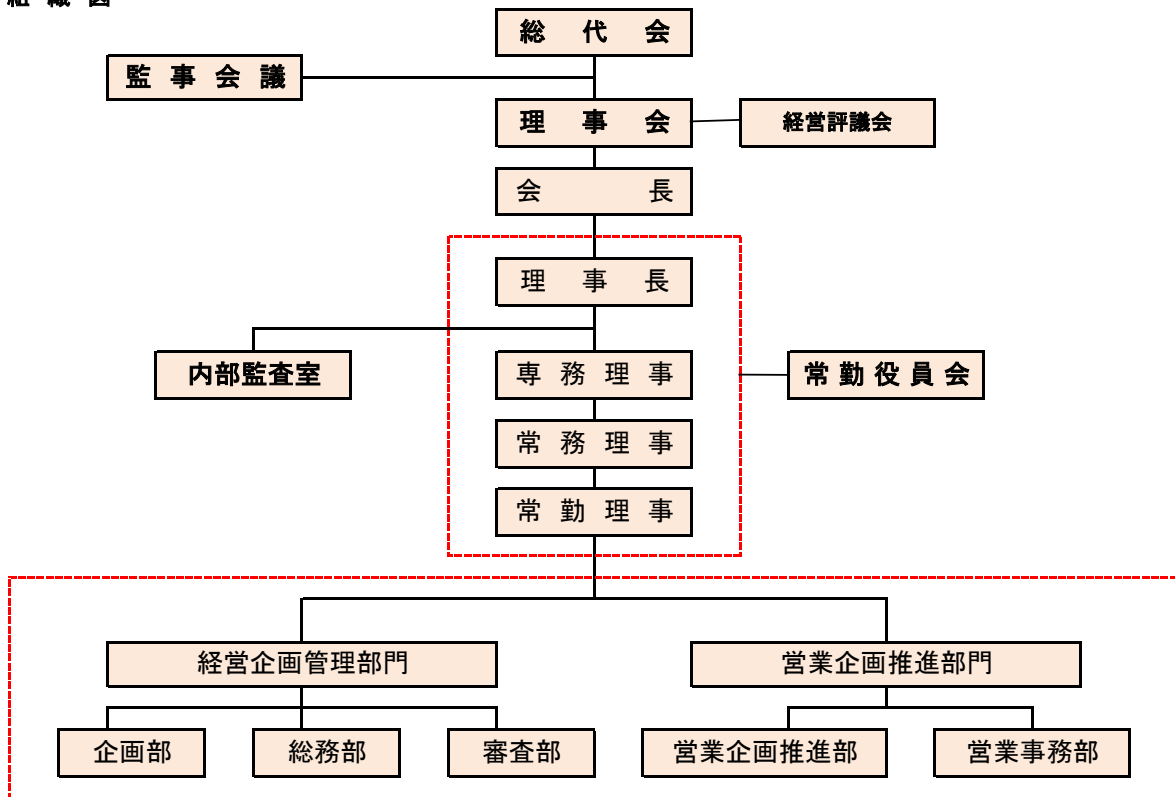 組織図
総代会
監事会議
理事会
経営評議会
会長
理事長
内部監査室
専務理事
常勤役員会
常務理事
常勤理事
経営企画管理部門
営業企画推進部門
企画部
総務部
審査部
営業企画推進部
営業事務部